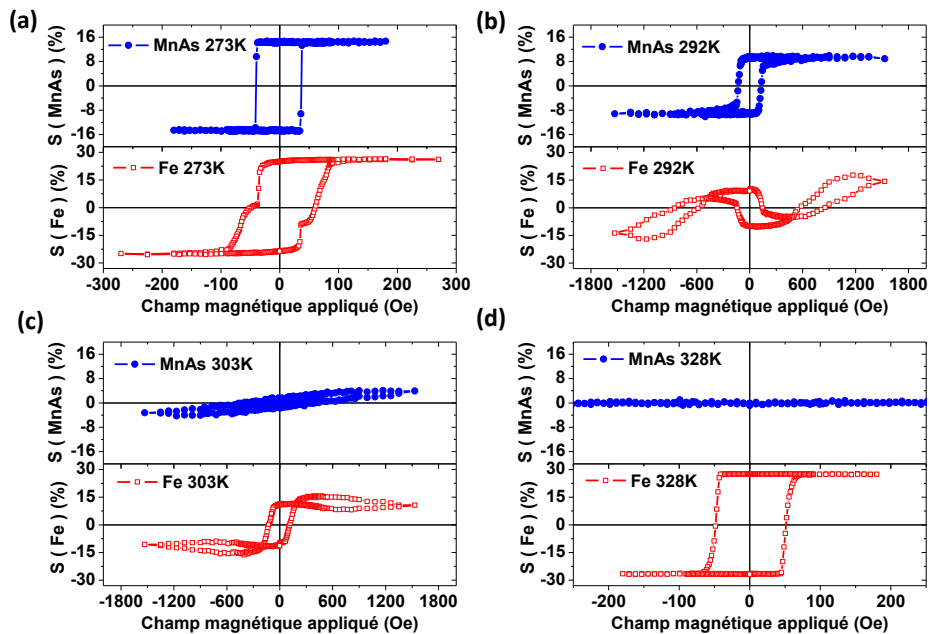 (a)
MnAs 273K
S ( MnAs ) (%)
16
8
0
-8
-16
Fe 273K
S ( Fe ) (%)
30
15
0
-15
-30
-300 -200 -100 0 100 200 300
Champ magnétique appliqué (Oe)
(b)
MnAs 292K
S ( MnAs ) (%)
16
8
0
-8
-16
Fe 292K
S ( Fe ) (%)
30
15
0
-15
-30
-1800 -1200 -600 0 600 1200 1800
Champ magnétique appliqué (Oe)
(c)
MnAs 303K
S ( MnAs ) (%)
16
8
0
-8
-16
Fe 303K
S ( Fe ) (%)
30
15
0
-15
-30
-1800 -1200 -600 0 600 1200 1800
Champ magnétique appliqué (Oe)
(d)
MnAs 328K
S ( MnAs ) (%)
16
8
0
-8
-16
Fe 328K
S ( Fe ) (%)
30
15
0
-15
-30
-200 -100 0 100 200
Champ magnétique appliqué (Oe)